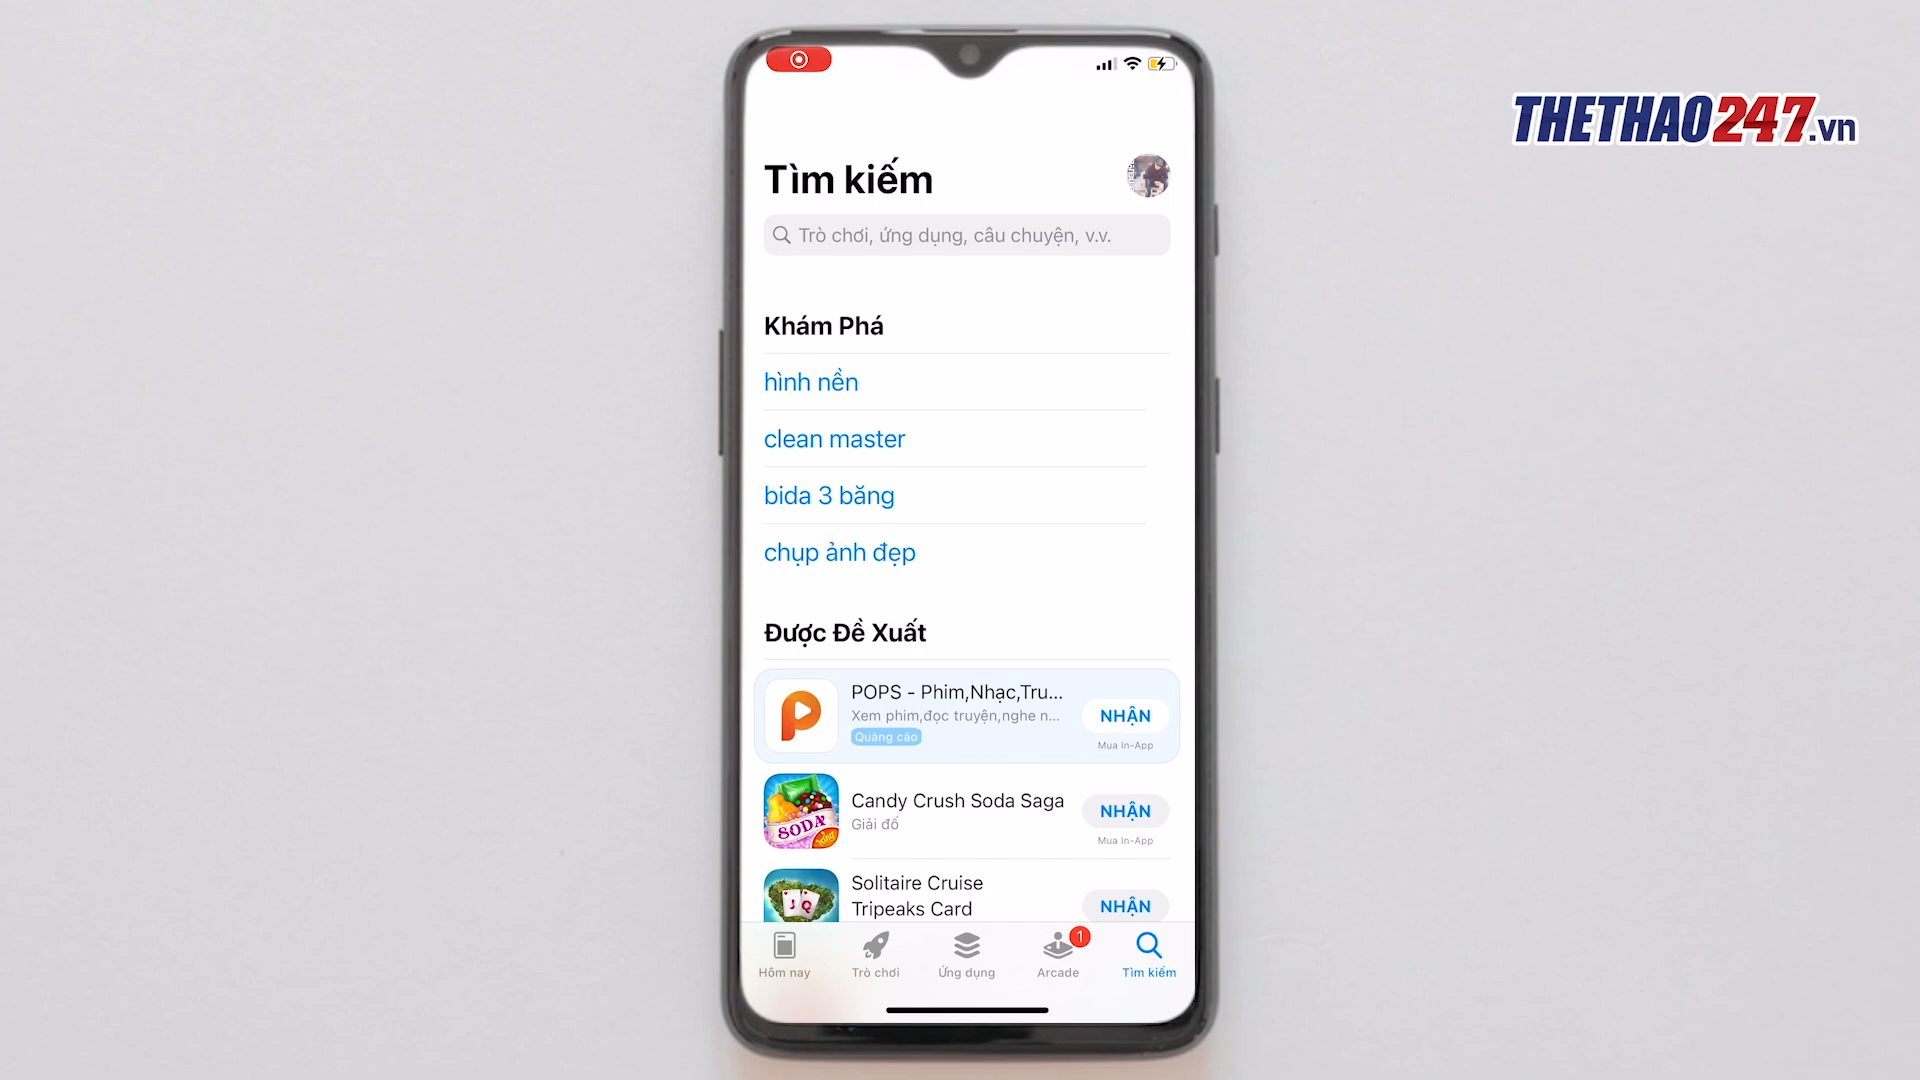 THETHAO247.vn
Tìm kiếm
Trò chơi, ứng dụng, câu chuyện, v.v.
Khám Phá
hình nền
clean master
bida 3 băng
chụp ảnh đẹp
Được Đề Xuất
POPS - Phim,Nhạc,Tru...
Xem phim,đọc truyện,nghe n...
Quảng cáo
NHẬN
Mua In-App
SODA
King
Candy Crush Soda Saga
Giải đố
NHẬN
Mua In-App
J Q
Solitaire Cruise
Tripeaks Card
NHẬN
1
Hôm nay
Trò chơi
Ứng dụng
Arcade
Tìm kiếm